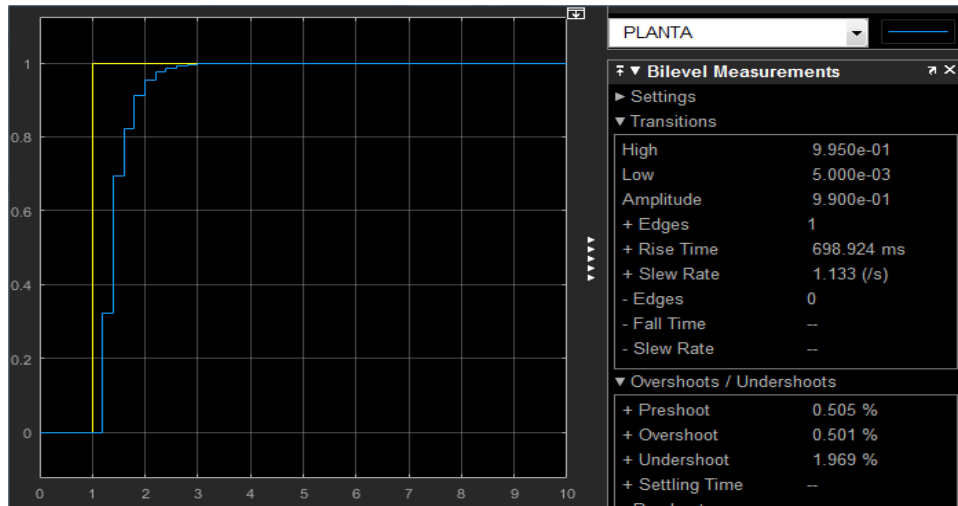 1
0.8
0.6
0.4
0.2
0
0 1 2 3 4 5 6 7 8 9 10
PLANTA
Bilevel Measurements
Settings
Transitions
High 9.950e-01
Low 5.000e-03
Amplitude 9.900e-01
+ Edges 1
+ Rise Time 698.924 ms
+ Slew Rate 1.133 (/s)
- Edges 0
- Fall Time --
- Slew Rate --
Overshoots / Undershoots
+ Preshoot 0.505 %
+ Overshoot 0.501 %
+ Undershoot 1.969 %
+ Settling Time --